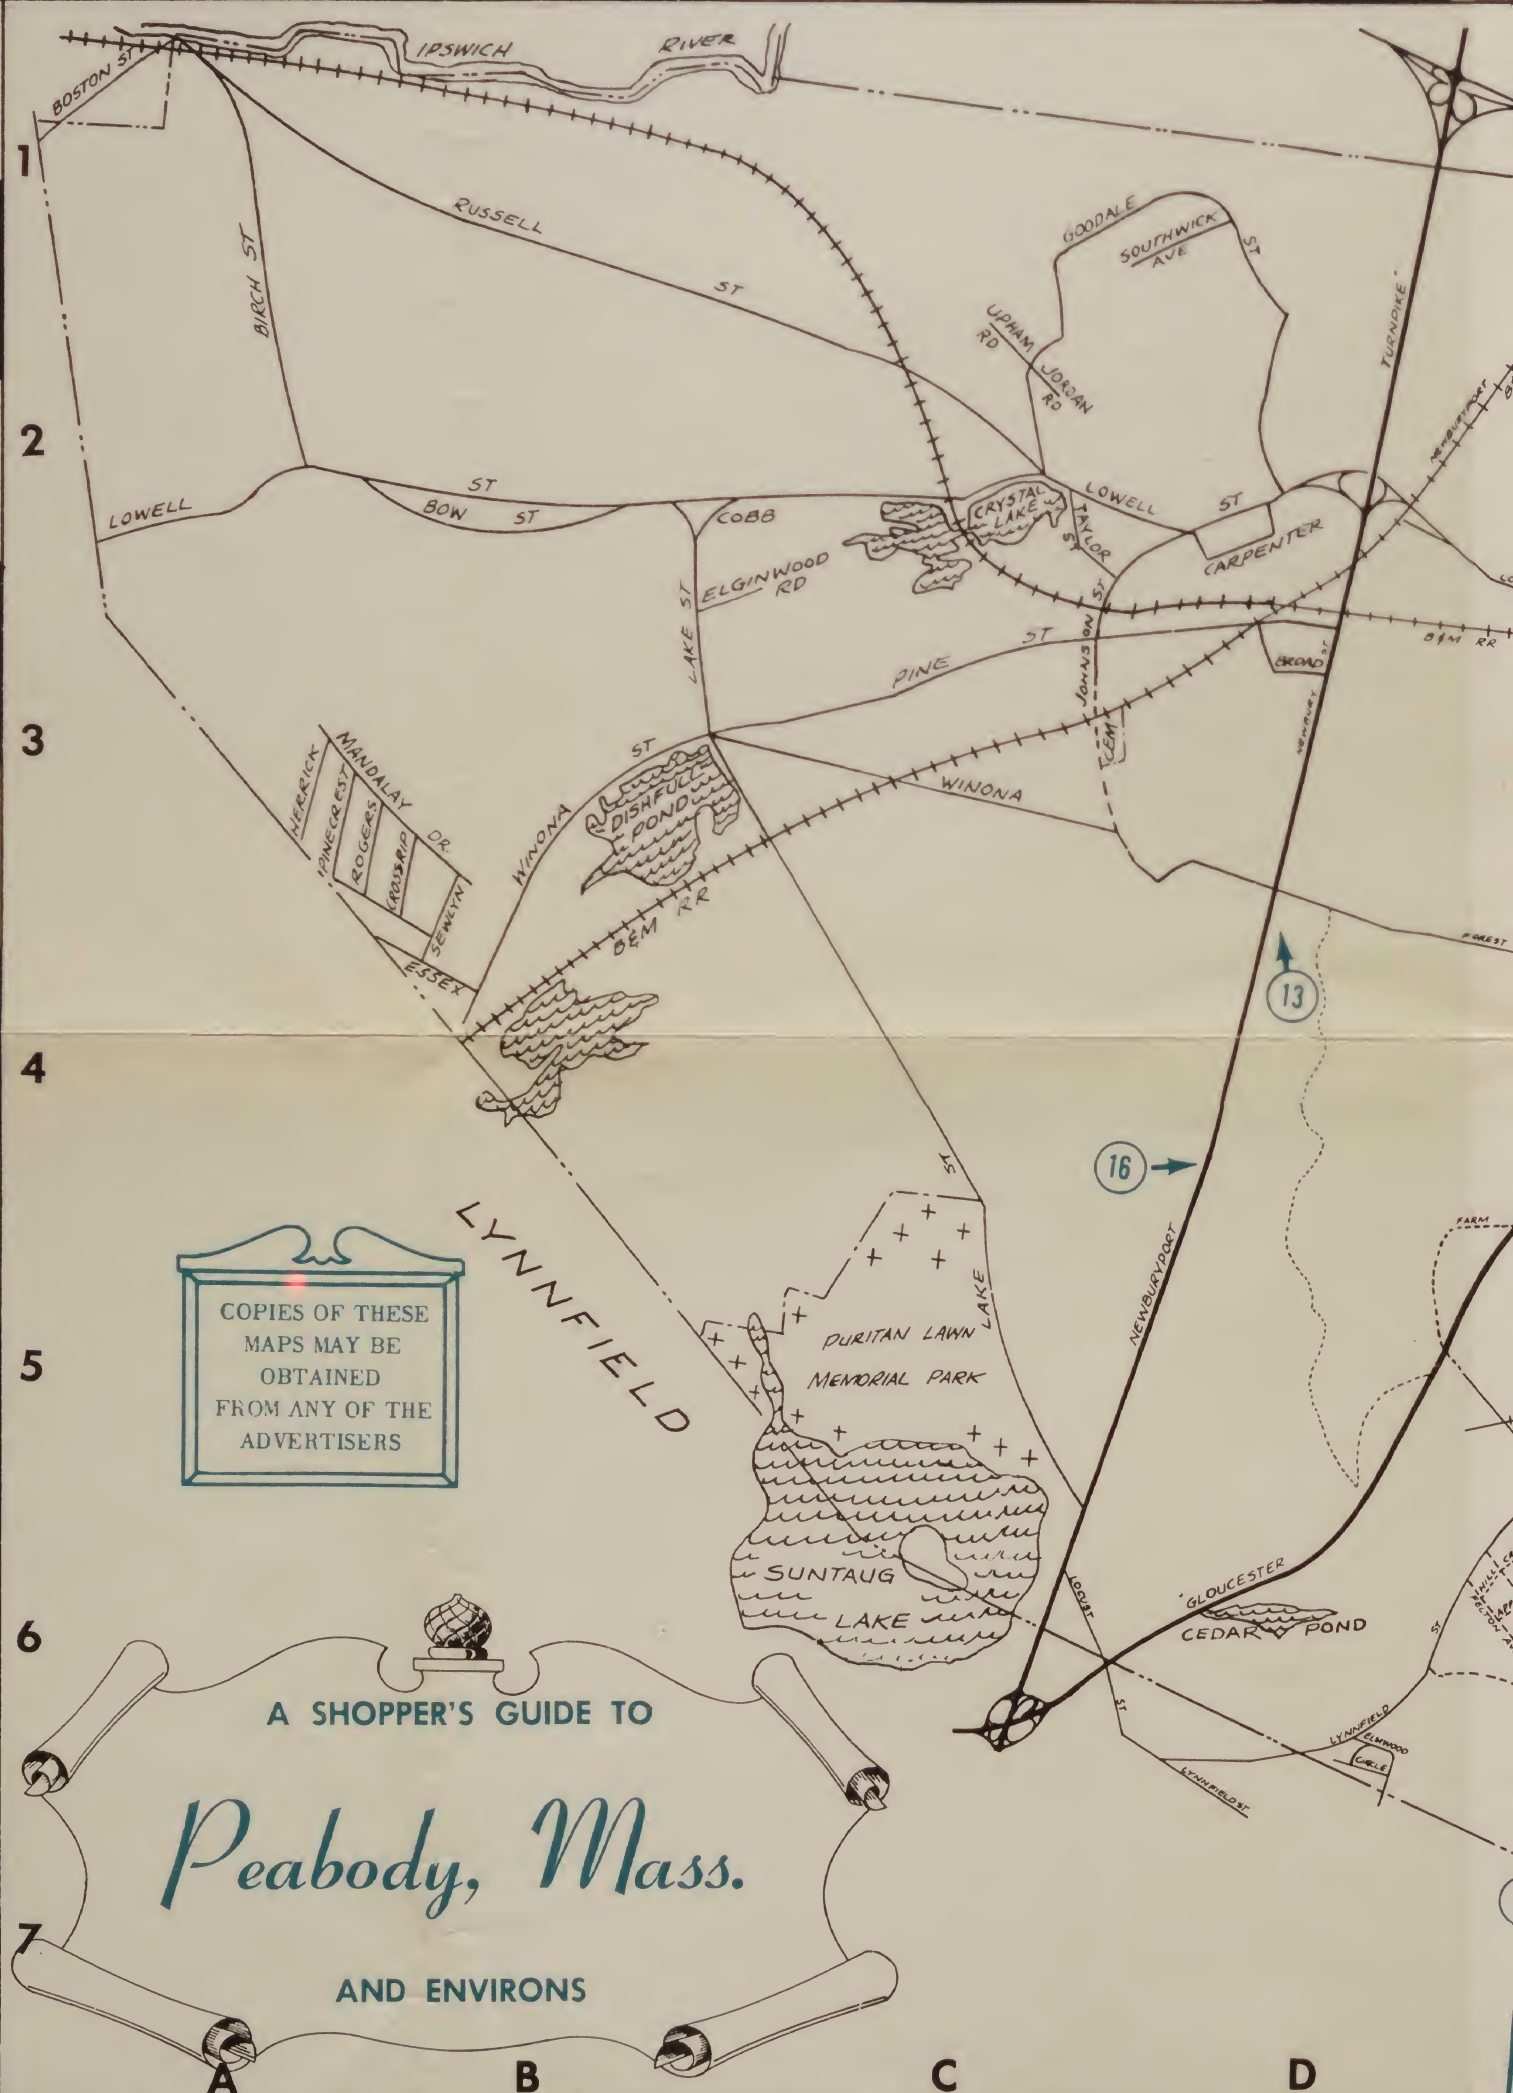 IPSWICH RIVER
BOSTON ST
1
RUSSELL ST
BIRCH ST
GOODALE ST
SOUTHWICK
AVE
TURNPIKE"
UPHAM
RD
JORDAN
RD
NEWBURYPORT
2
LOWELL ST
BOW ST
COBB
CRYSTAL
LAKE
LOWELL ST
TAYLOR
ST
CARPENTER
ELGINWOOD
RD
LAKE ST
JOHNSON ST
PINE ST
BROAD ST
B&M RR
NEWBURY
3
CEM
HERRICK
MANDALAY DR.
PINECREST
ROGERS
CROSSRIP
SEWLYN
ESSEX
WINONA ST
DISHFULL
POND
WINONA
B&M RR
FOREST
13
4
16
ST
LYNNFIELD
LAKE
NEWBURYPORT
FARM
COPIES OF THESE
MAPS MAY BE
OBTAINED
FROM ANY OF THE
ADVERTISERS
5
PURITAN LAWN
MEMORIAL PARK
SUNTAUG
LAKE
LOCUST
ST
"GLOUCESTER
CEDAR POND
ST
6
LYNNFIELD
ELMWOOD
CIRCLE
LYNNFIELD ST
A SHOPPER'S GUIDE TO
Peabody, Mass.
AND ENVIRONS
7
A B C D